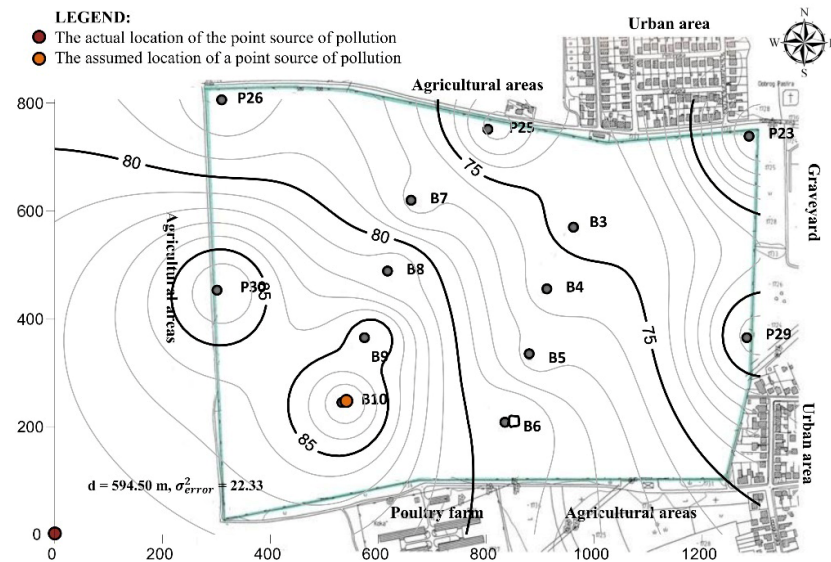 LEGEND:
The actual location of the point source of pollution
The assumed location of a point source of pollution
Urban area
N
W
E
S
Agricultural areas
800
P26
P25
P23
80
75
600
B7
B3
Graveyard
Agricultural areas
80
B8
P30
85
B4
400
B9
75
P29
B5
B10
200
85
B6
Urban area
d = 594.50 m, σ²error = 22.33
Poultry farm
Agricultural areas
0
0
200
400
600
800
1000
1200